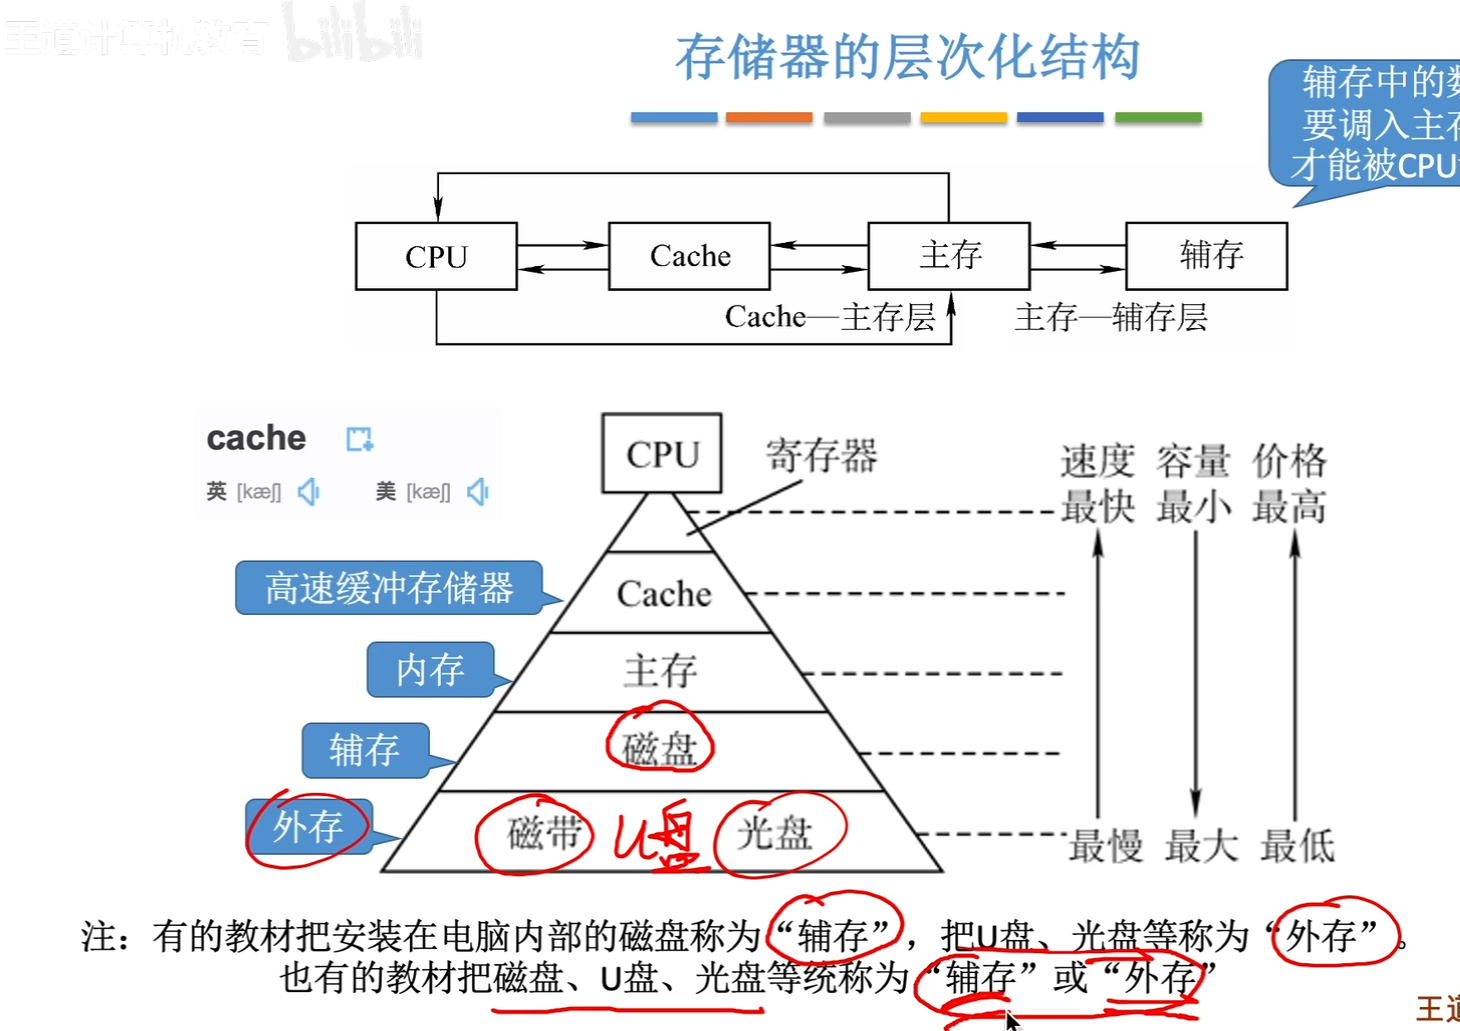 王道计算机教育 bilibili
存储器的层次化结构
辅存中的数
要调入主存
才能被CPU
CPU
Cache
主存
辅存
Cache—主存层
主存—辅存层
cache
英 [kæʃ] 美 [kæʃ]
CPU
寄存器
速度 容量 价格
最快 最小 最高
高速缓冲存储器
Cache
内存
主存
辅存
磁盘
外存
磁带 U盘 光盘
最慢 最大 最低
注：有的教材把安装在电脑内部的磁盘称为“辅存”，把U盘、光盘等称为“外存”。
也有的教材把磁盘、U盘、光盘等统称为“辅存”或“外存”
王道